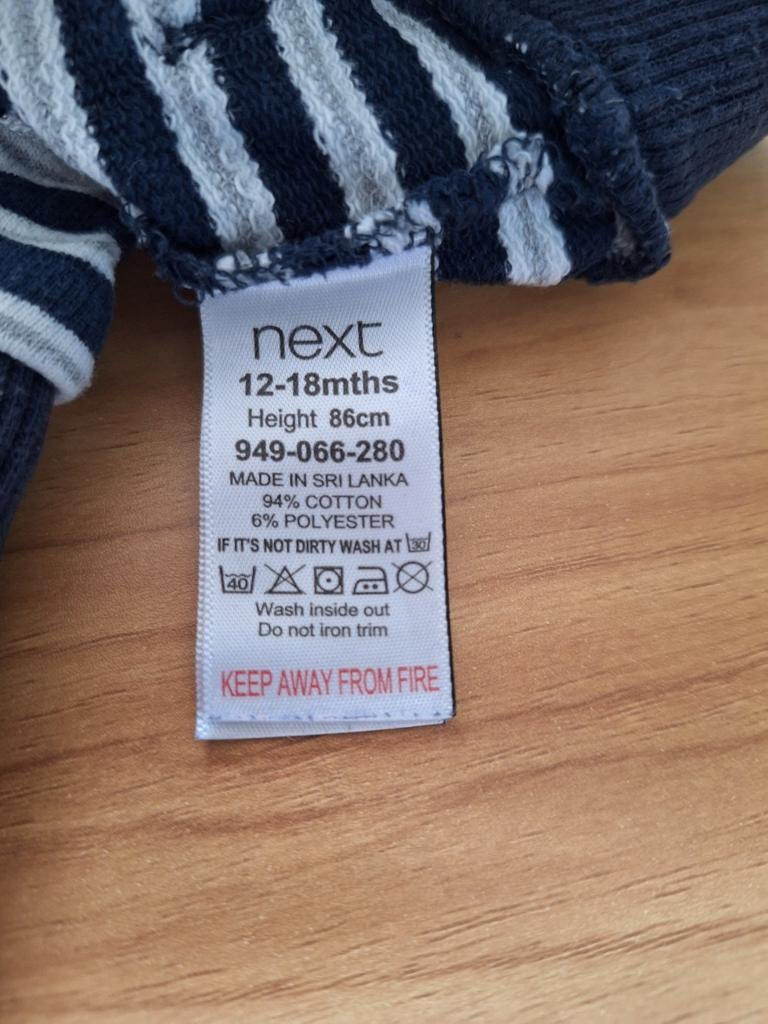 next
12-18mths
Height 86cm
949-066-280
MADE IN SRI LANKA
94% COTTON
6% POLYESTER
IF IT'S NOT DIRTY WASH AT 30
40
Wash inside out
Do not iron trim
KEEP AWAY FROM FIRE